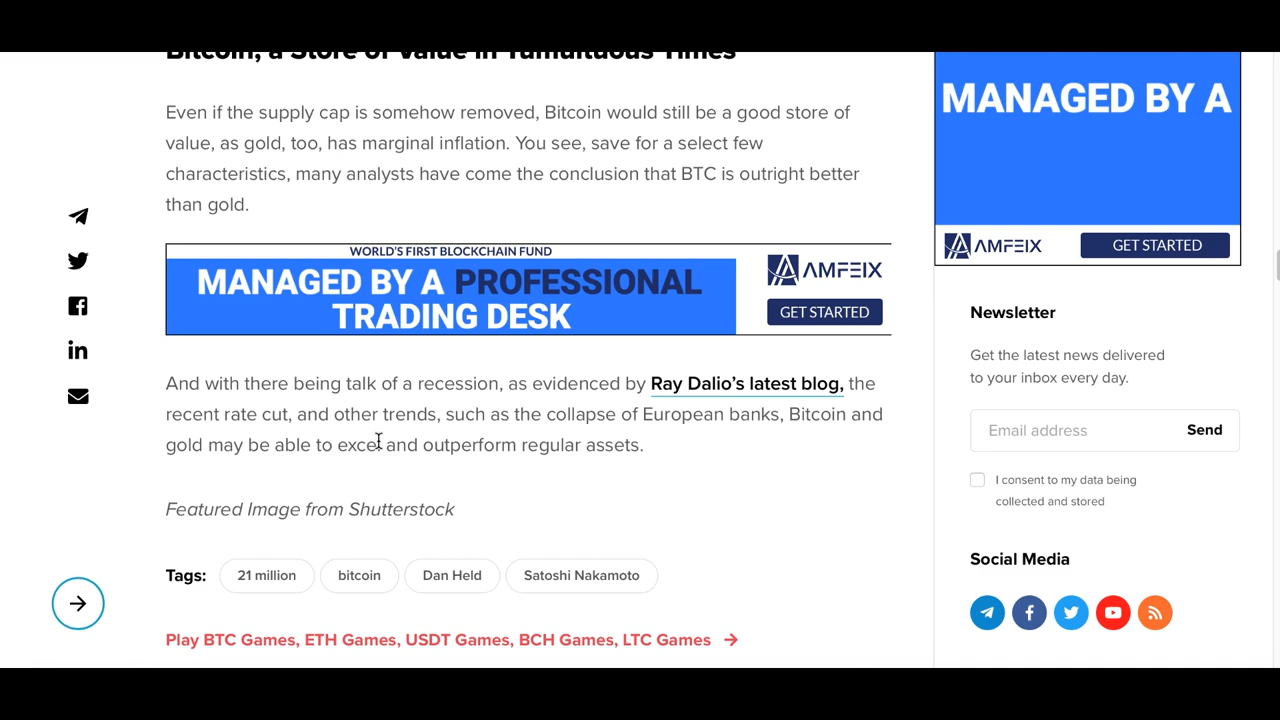 Bitcoin, a Store of Value in Tumultuous Times
Even if the supply cap is somehow removed, Bitcoin would still be a good store of
value, as gold, too, has marginal inflation. You see, save for a select few
characteristics, many analysts have come the conclusion that BTC is outright better
than gold.
WORLD'S FIRST BLOCKCHAIN FUND
MANAGED BY A PROFESSIONAL
TRADING DESK
AMFEIX
GET STARTED
And with there being talk of a recession, as evidenced by Ray Dalio's latest blog, the
recent rate cut, and other trends, such as the collapse of European banks, Bitcoin and
gold may be able to excel and outperform regular assets.
Featured Image from Shutterstock
Tags: 21 million bitcoin Dan Held Satoshi Nakamoto
Play BTC Games, ETH Games, USDT Games, BCH Games, LTC Games
MANAGED BY A
AMFEIX
GET STARTED
Newsletter
Get the latest news delivered
to your inbox every day.
Email address Send
I consent to my data being
collected and stored
Social Media